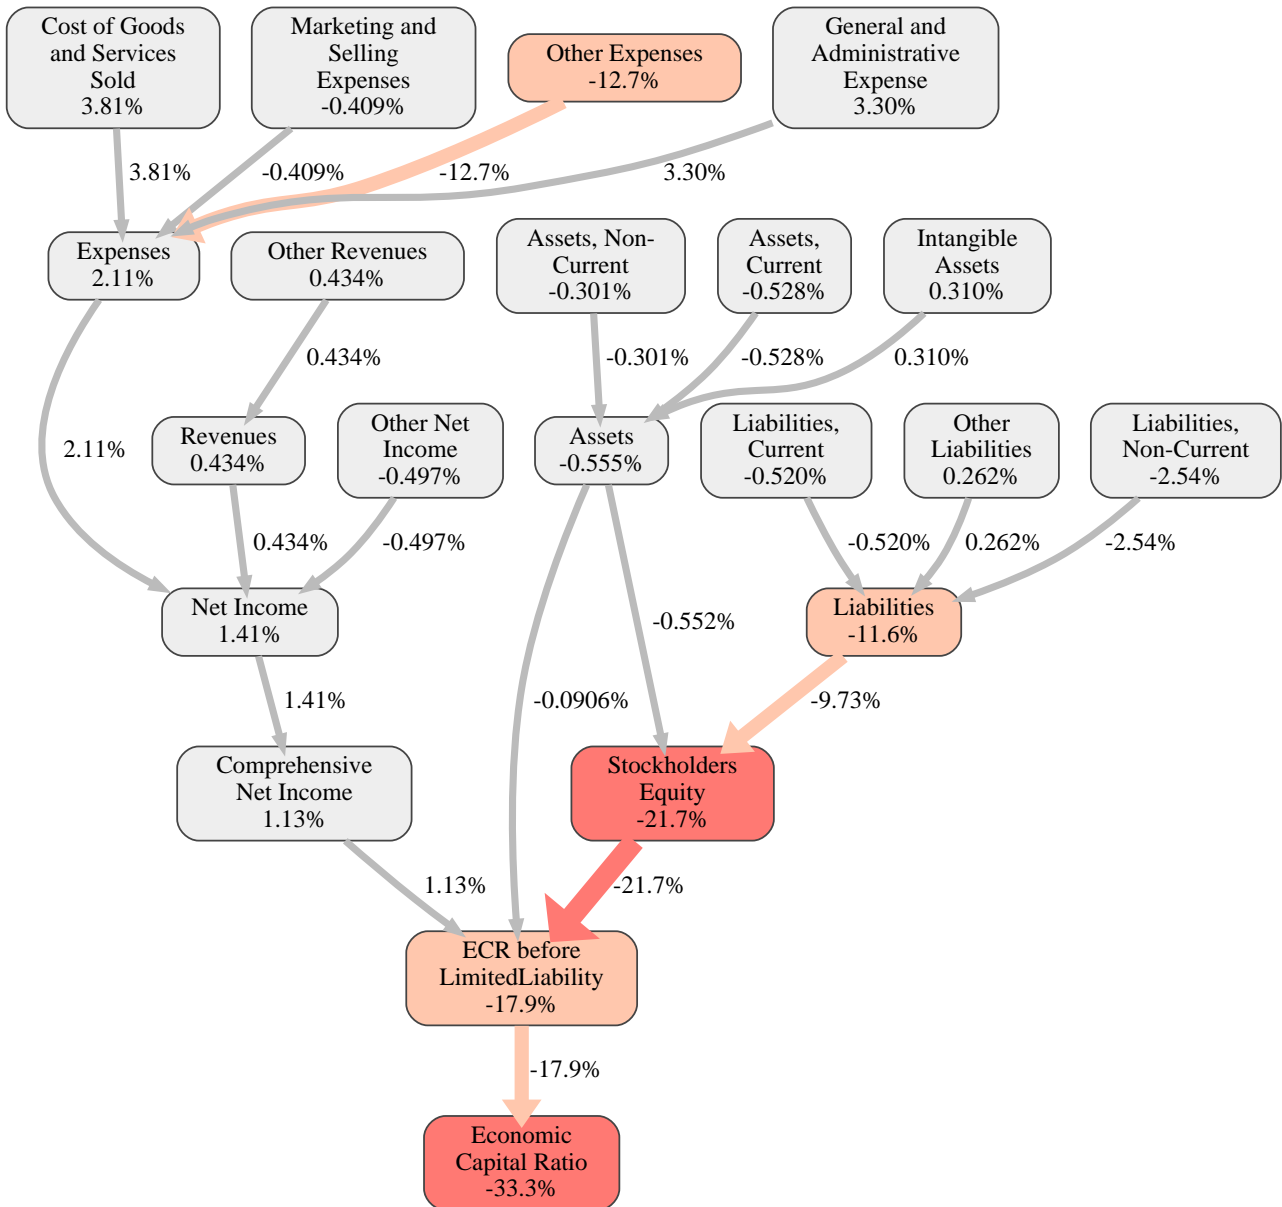 Cost of Goods
and Services
Sold
3.81%
Marketing and
Selling
Expenses
-0.409%
Other Expenses
-12.7%
General and
Administrative
Expense
3.30%
3.81%
-0.409%
-12.7%
3.30%
Expenses
2.11%
Other Revenues
0.434%
Assets, Non-
Current
-0.301%
Assets,
Current
-0.528%
Intangible
Assets
0.310%
0.434%
-0.301%
-0.528%
0.310%
2.11%
Revenues
0.434%
Other Net
Income
-0.497%
Assets
-0.555%
Liabilities,
Current
-0.520%
Other
Liabilities
0.262%
Liabilities,
Non-Current
-2.54%
0.434%
-0.497%
-0.520%
0.262%
-2.54%
Net Income
1.41%
-0.552%
Liabilities
-11.6%
1.41%
-0.0906%
-9.73%
Comprehensive
Net Income
1.13%
Stockholders
Equity
-21.7%
1.13%
-21.7%
ECR before
LimitedLiability
-17.9%
-17.9%
Economic
Capital Ratio
-33.3%